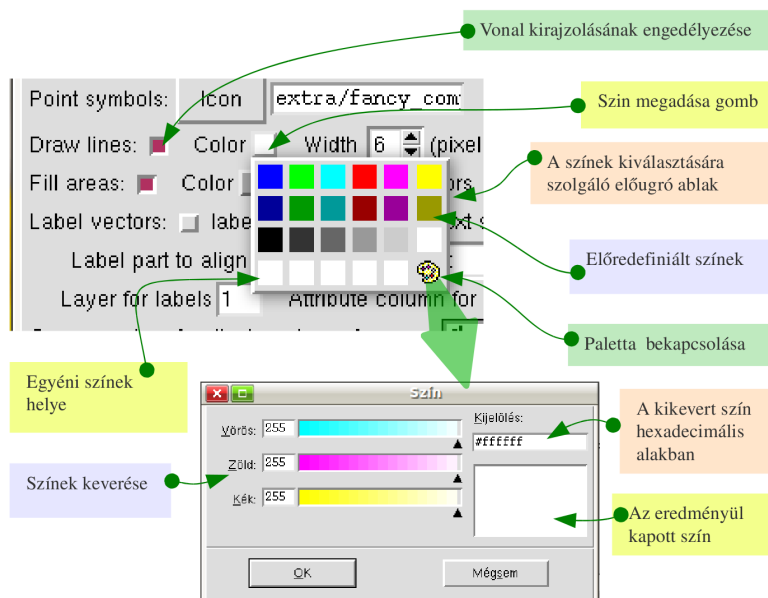 Vonal kirajzolásának engedélyezése
Point symbols: Icon extra/fancy_com
Szin megadása gomb
Draw lines: Color Width 6 (pixel
A színek kiválasztására
szolgáló előugró ablak
Fill areas: Color
Label vectors: labe
Előredefiniált színek
Label part to align
Layer for labels 1 Attribute column for
Paletta bekapcsolása
Egyéni színek
helye
Szín
A kikevert szín
hexadecimális
alakban
Vörös: 255
Kijelölés:
#ffffff
Zöld: 255
Színek keverése
Kék: 255
Az eredményül
kapott szín
OK Mégsem